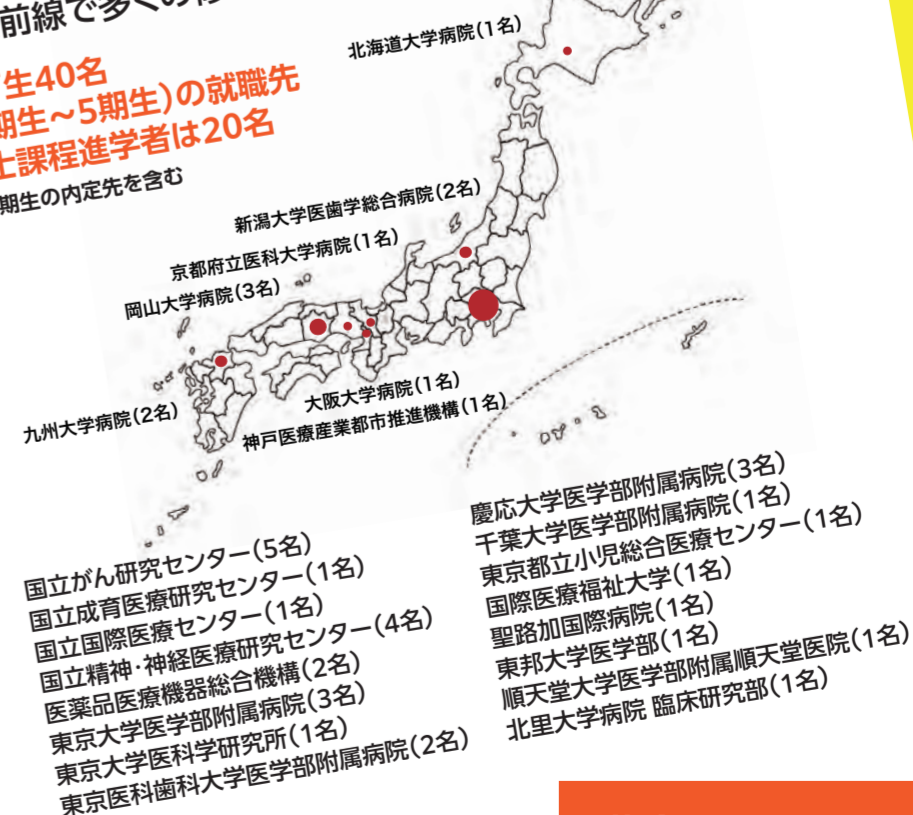 前線で多くの
生40名
期生～5期生)の就職先
士課程進学者は20名
期生の内定先を含む
北海道大学病院(1名)
新潟大学医歯学総合病院(2名)
京都府立医科大学病院(1名)
岡山大学病院(3名)
九州大学病院(2名)
大阪大学病院(1名)
神戸医療産業都市推進機構(1名)
国立がん研究センター(5名)
国立成育医療研究センター(1名)
国立国際医療センター(1名)
国立精神・神経医療研究センター(4名)
医薬品医療機器総合機構(2名)
東京大学医学部附属病院(3名)
東京大学医科学研究所(1名)
東京医科歯科大学医学部附属病院(2名)
慶応大学医学部附属病院(3名)
千葉大学医学部附属病院(1名)
東京都立小児総合医療センター(1名)
国際医療福祉大学(1名)
聖路加国際病院(1名)
東邦大学医学部(1名)
順天堂大学医学部附属順天堂医院(1名)
北里大学病院 臨床研究部(1名)